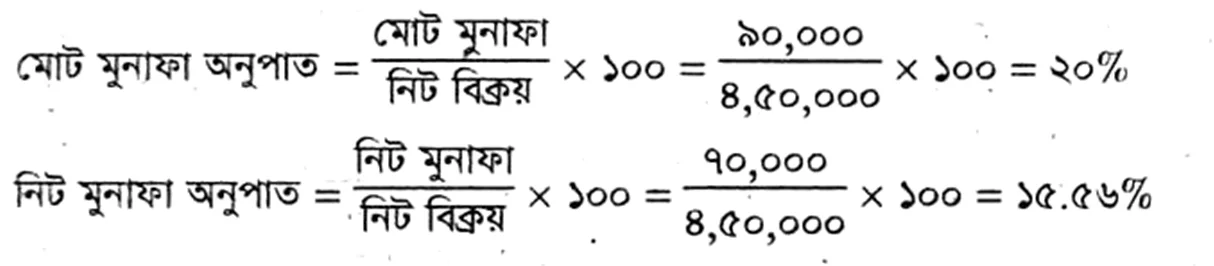 মোট মুনাফা অনুপাত = মোট মুনাফা / নিট বিক্রয় × ১০০ = ৯০,০০০ / ৪,৫০,০০০ × ১০০ = ২০%
নিট মুনাফা অনুপাত = নিট মুনাফা / নিট বিক্রয় × ১০০ = ৭০,০০০ / ৪,৫০,০০০ × ১০০ = ১৫.৫৬%